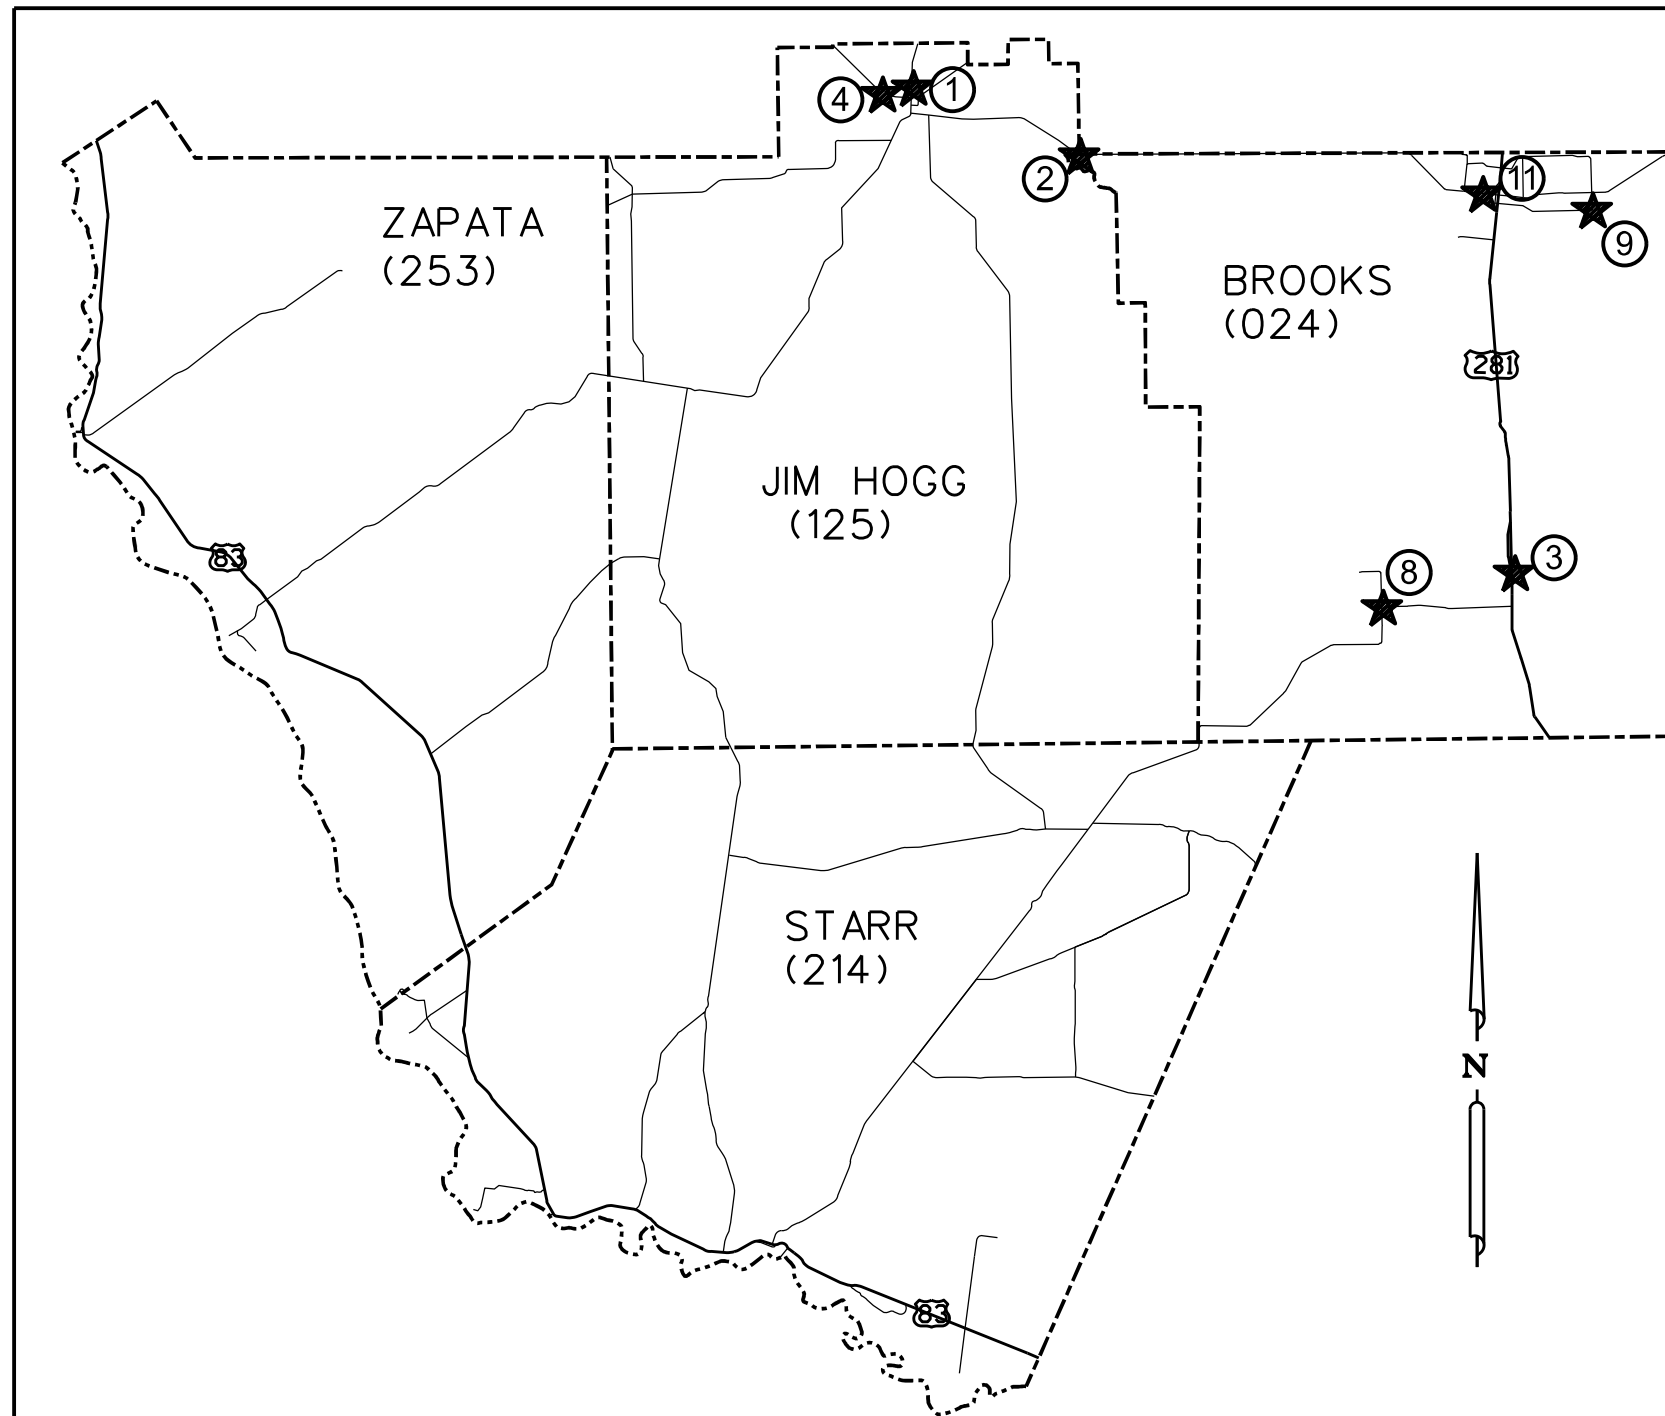 4
1
2
11
9
ZAPATA
(253)
BROOKS
(024)
281
JIM HOGG
(125)
83
8
3
STARR
(214)
N
83